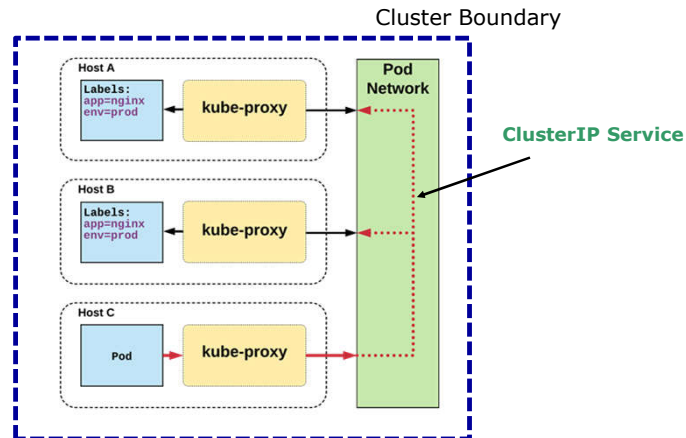 Cluster Boundary
Host A
Labels:
app=nginx
env=prod
kube-proxy
Pod
Network
ClusterIP Service
Host B
Labels:
app=nginx
env=prod
kube-proxy
Host C
Pod
kube-proxy